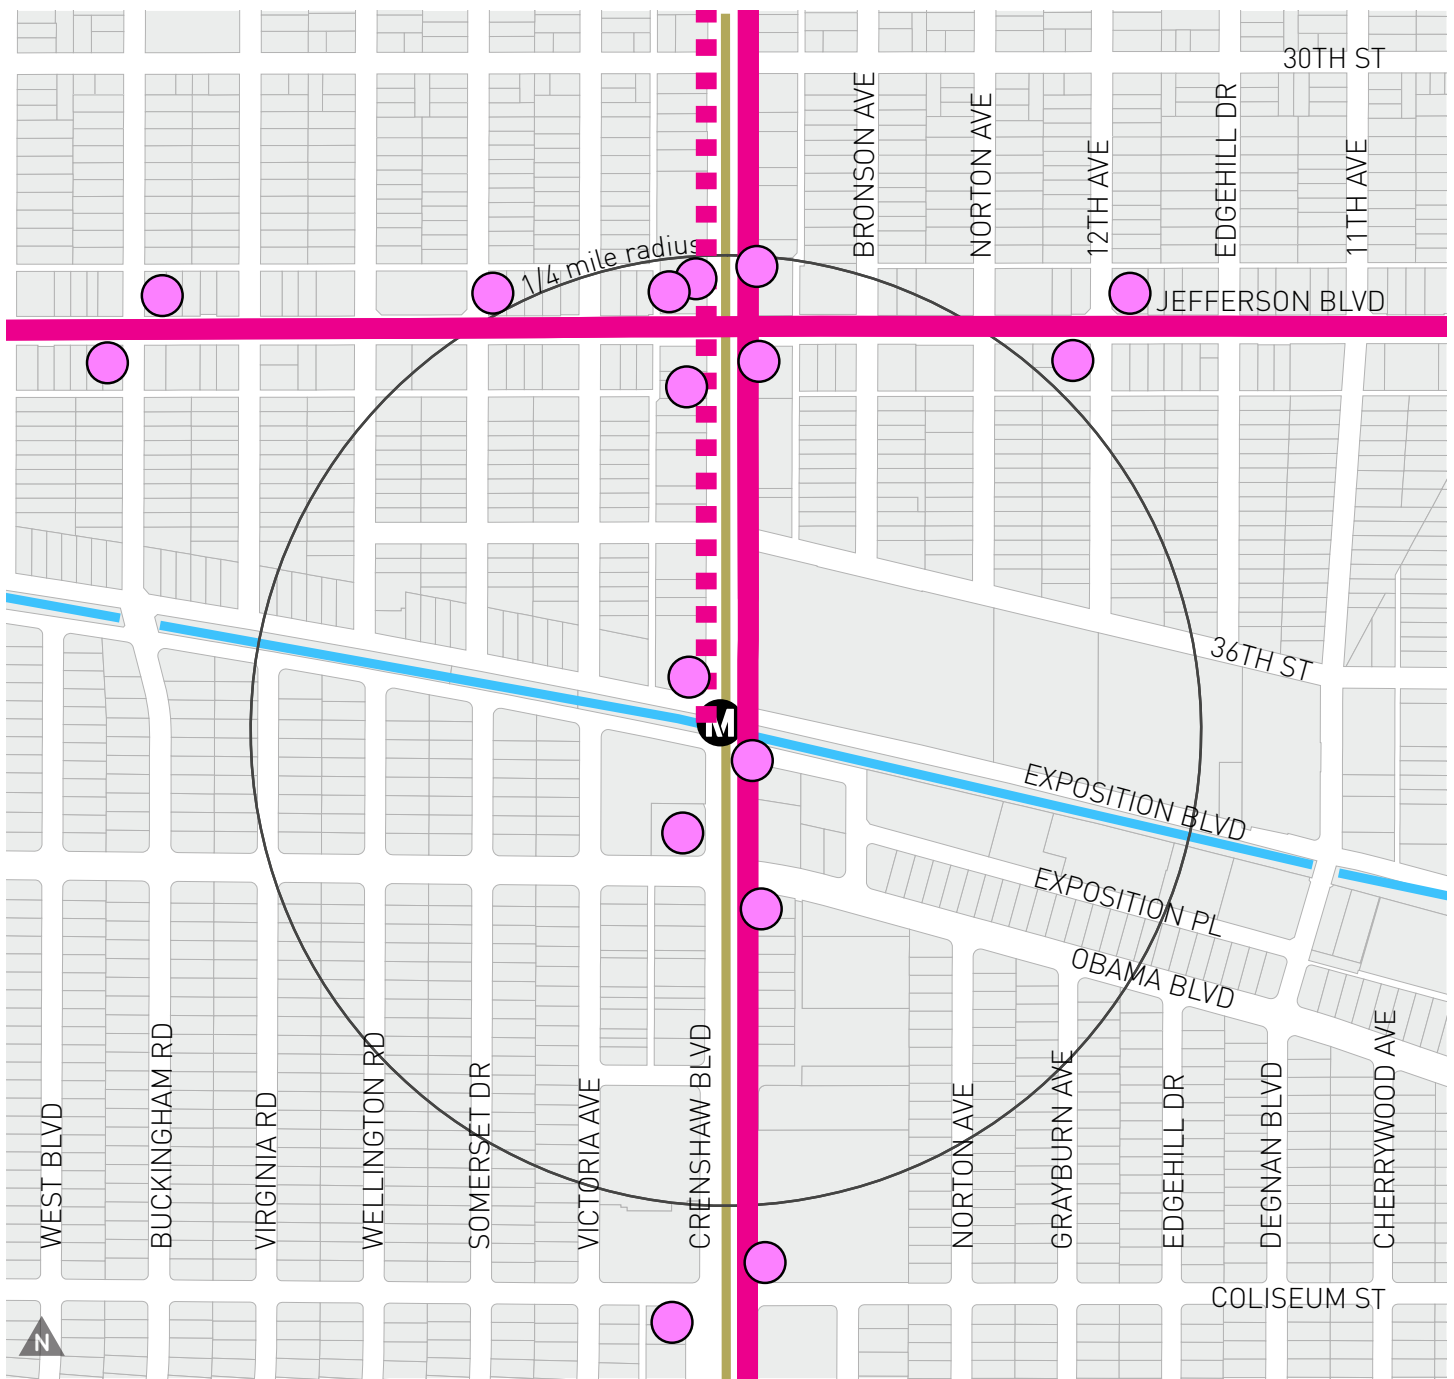 30TH ST
BRONSON AVE
NORTON AVE
12TH AVE
EDGEHILL DR
11TH AVE
1/4 mile radius
JEFFERSON BLVD
36TH ST
M
EXPOSITION BLVD
EXPOSITION PL
OBAMA BLVD
WEST BLVD
BUCKINGHAM RD
VIRGINIA RD
WELLINGTON RD
SOMERSET DR
VICTORIA AVE
CRENSHAW BLVD
NORTON AVE
GRAYBURN AVE
EDGEHILL DR
DEGNAN BLVD
CHERRYWOOD AVE
COLISEUM ST
N